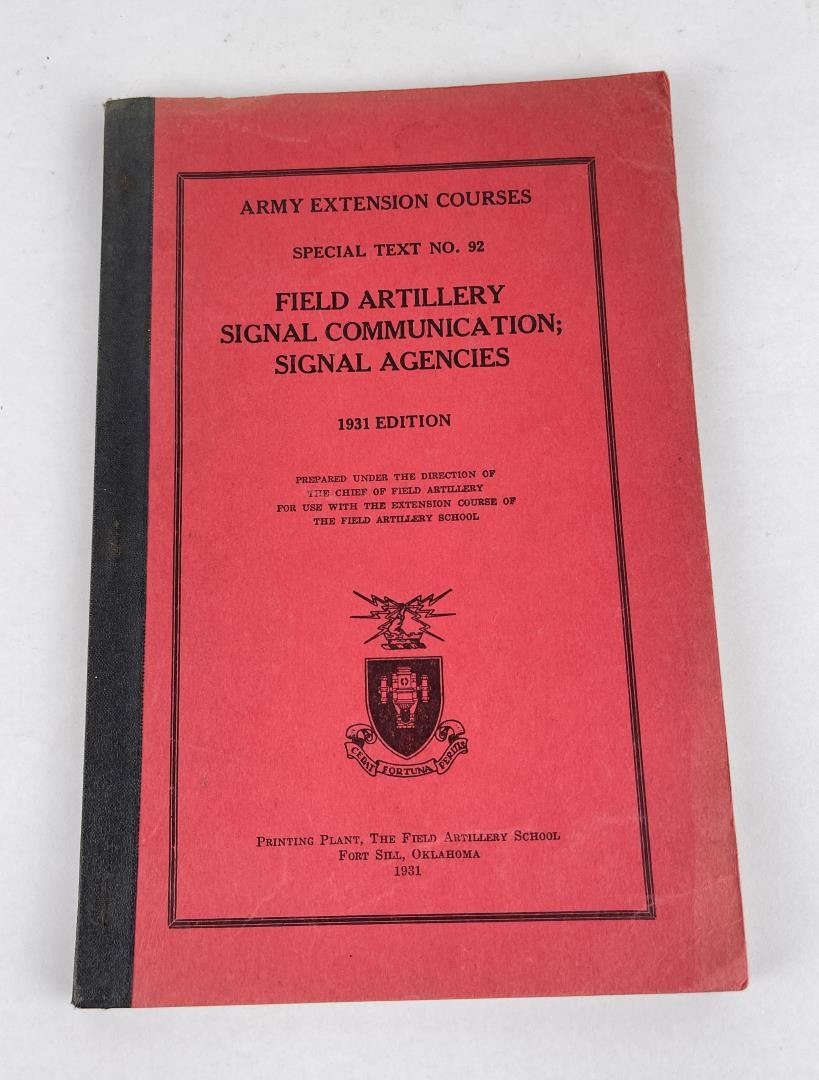 ARMY EXTENSION COURSES
SPECIAL TEXT NO. 92
FIELD ARTILLERY
SIGNAL COMMUNICATION;
SIGNAL AGENCIES
1931 EDITION
PREPARED UNDER THE DIRECTION OF
THE CHIEF OF FIELD ARTILLERY
FOR USE WITH THE EXTENSION COURSE OF
THE FIELD ARTILLERY SCHOOL
CEDAT FORTUNA PERITIS
PRINTING PLANT, THE FIELD ARTILLERY SCHOOL
FORT SILL, OKLAHOMA
1931